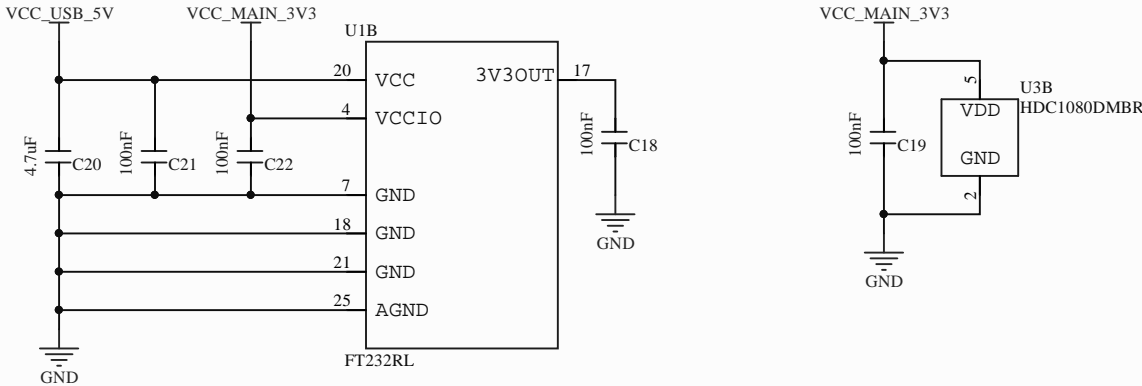 VCC_USB_5V
VCC_MAIN_3V3
U1B
20
VCC
3V3OUT
17
4
VCCIO
4.7uF
C20
100nF
C21
100nF
C22
100nF
C18
7
GND
18
GND
GND
21
GND
25
AGND
FT232RL
GND
VCC_MAIN_3V3
5
U3B
HDC1080DMBR
VDD
100nF
C19
GND
2
GND